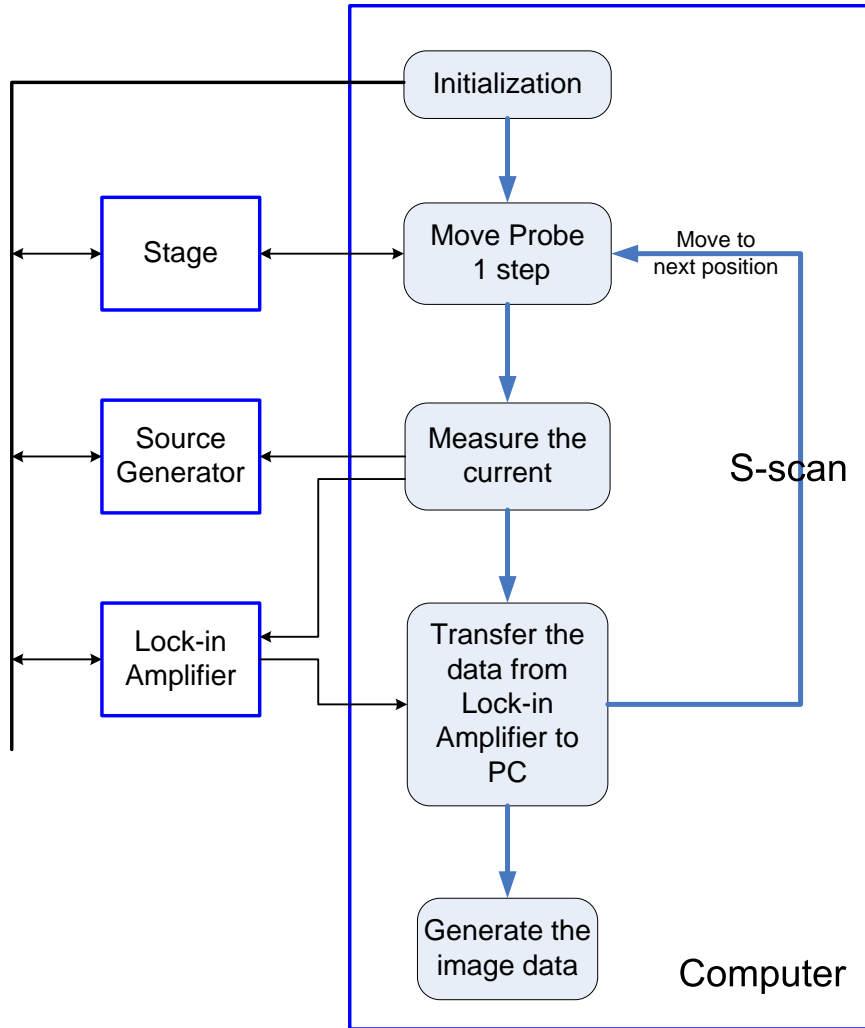 Initialization
Stage
Move Probe
1 step
Move to
next position
Source
Generator
Measure the
current
S-scan
Lock-in
Amplifier
Transfer the
data from
Lock-in
Amplifier to
PC
Generate the
image data
Computer